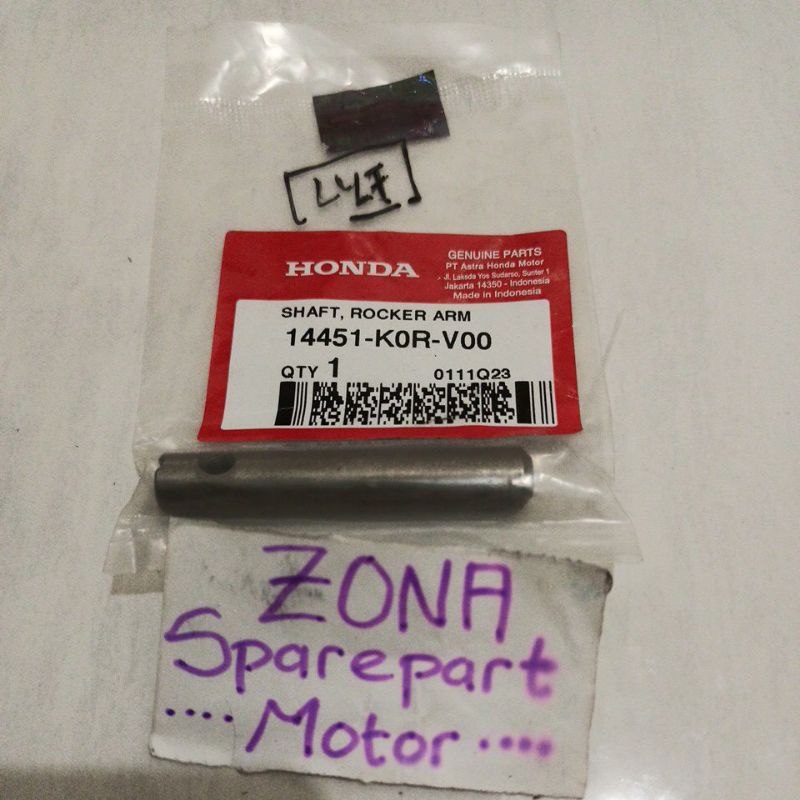 HONDA
GENUINE PARTS
PT Astra Honda Motor
Jl. Laksda Yos Sudarso, Sunter 1
Jakarta 14350 - Indonesia
Made in Indonesia
SHAFT, ROCKER ARM
14451-K0R-V00
QTY 1
0111Q23
ZONA
Sparepart
.... Motor ....